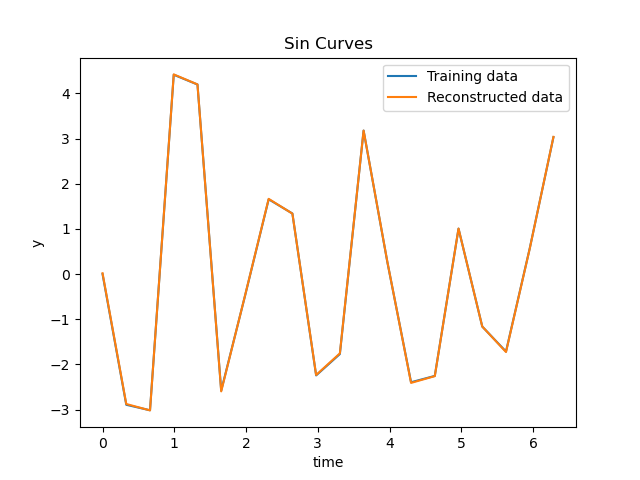 Sin Curves
Training data
Reconstructed data
y
4
3
2
1
0
−1
−2
−3
0 1 2 3 4 5 6
time